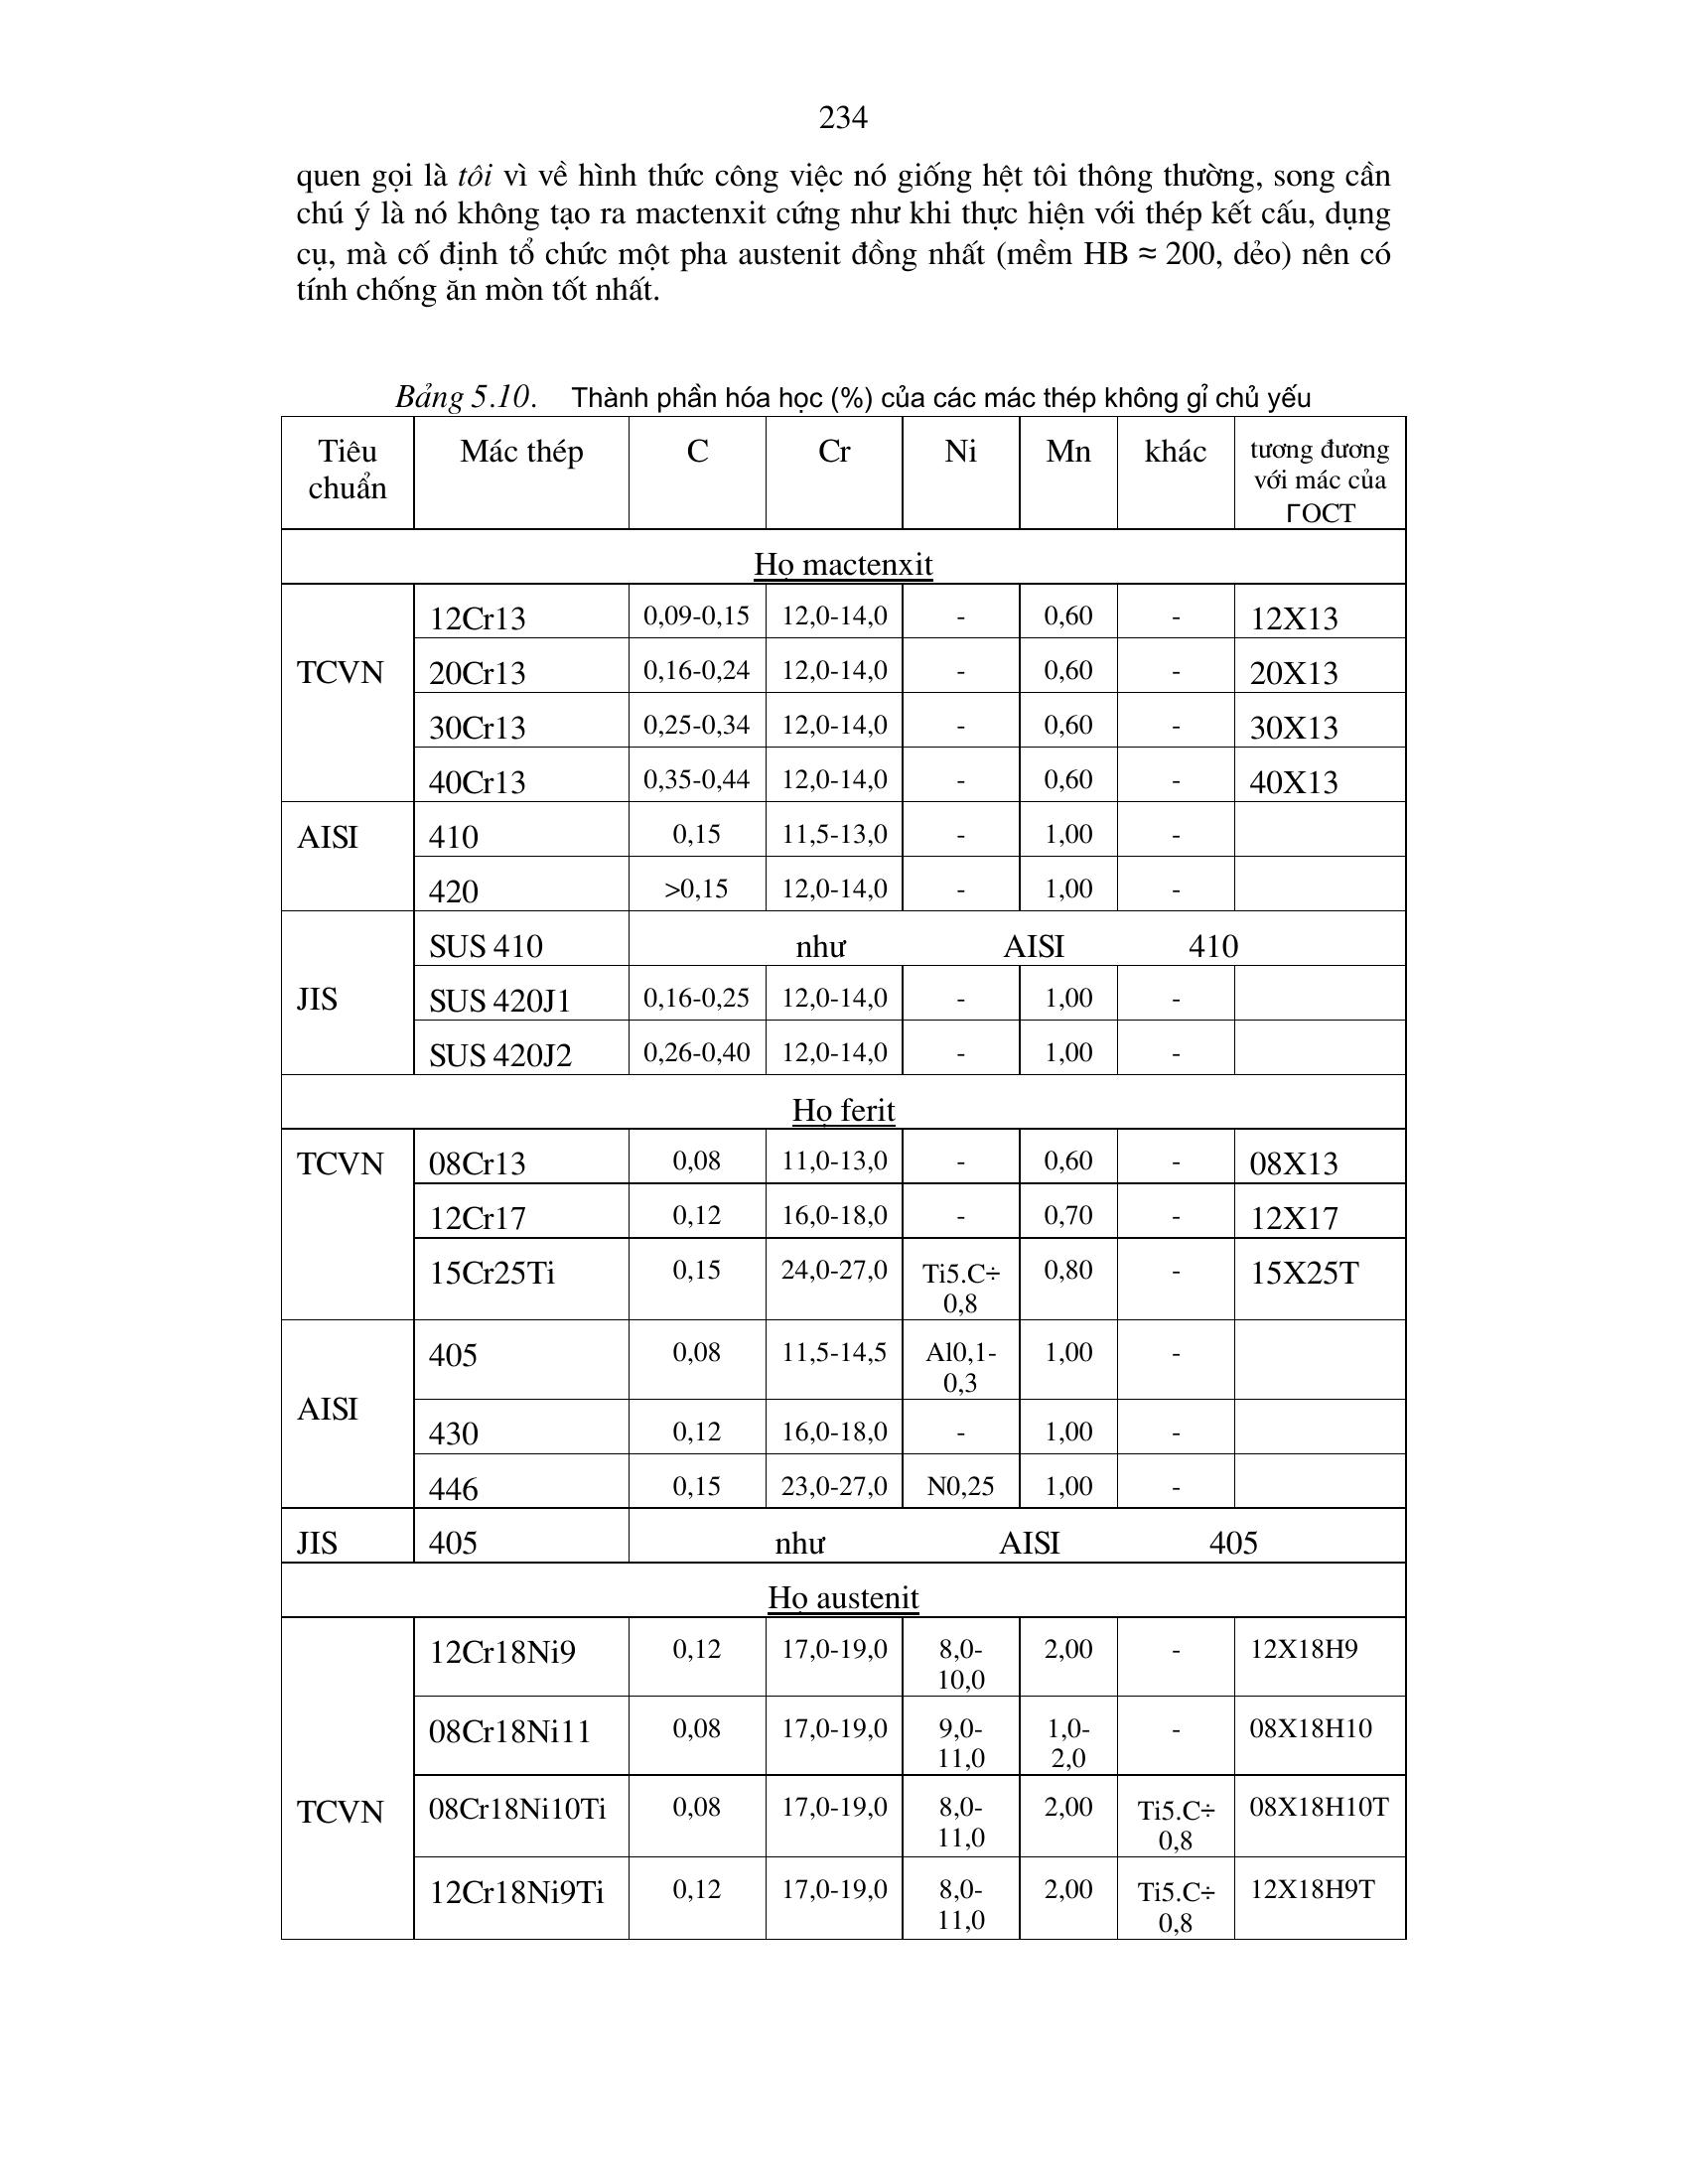 234
quen gọi là tôi vì về hình thức công việc nó giống hệt tôi thông thường, song cần
chú ý là nó không tạo ra mactenxit cứng như khi thực hiện với thép kết cấu, dụng
cụ, mà cố định tổ chức một pha austenit đồng nhất (mềm HB ≈ 200, dẻo) nên có
tính chống ăn mòn tốt nhất.
Bảng 5.10. Thành phần hóa học (%) của các mác thép không gỉ chủ yếu
Tiêu chuẩn Mác thép C Cr Ni Mn khác tương đương với mác của ГОСТ
Họ mactenxit
12Cr13 0,09-0,15 12,0-14,0 - 0,60 - 12X13
TCVN 20Cr13 0,16-0,24 12,0-14,0 - 0,60 - 20X13
30Cr13 0,25-0,34 12,0-14,0 - 0,60 - 30X13
40Cr13 0,35-0,44 12,0-14,0 - 0,60 - 40X13
AISI 410 0,15 11,5-13,0 - 1,00 -
420 >0,15 12,0-14,0 - 1,00 -
SUS 410 như AISI 410
JIS SUS 420J1 0,16-0,25 12,0-14,0 - 1,00 -
SUS 420J2 0,26-0,40 12,0-14,0 - 1,00 -
Họ ferit
TCVN 08Cr13 0,08 11,0-13,0 - 0,60 - 08X13
12Cr17 0,12 16,0-18,0 - 0,70 - 12X17
15Cr25Ti 0,15 24,0-27,0 Ti5.C÷ 0,8 0,80 - 15X25T
405 0,08 11,5-14,5 Al0,1- 0,3 1,00 -
AISI
430 0,12 16,0-18,0 - 1,00 -
446 0,15 23,0-27,0 N0,25 1,00 -
JIS 405 như AISI 405
Họ austenit
12Cr18Ni9 0,12 17,0-19,0 8,0- 10,0 2,00 - 12X18H9
08Cr18Ni11 0,08 17,0-19,0 9,0- 11,0 1,0- 2,0 - 08X18H10
TCVN 08Cr18Ni10Ti 0,08 17,0-19,0 8,0- 11,0 2,00 Ti5.C÷ 0,8 08X18H10T
12Cr18Ni9Ti 0,12 17,0-19,0 8,0- 11,0 2,00 Ti5.C÷ 0,8 12X18H9T